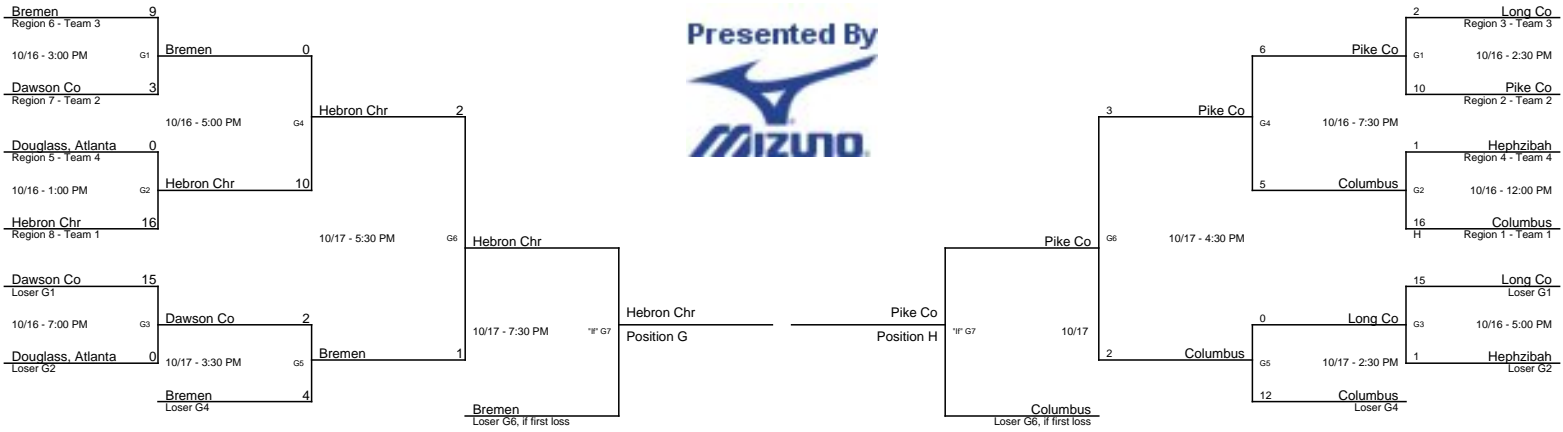 Bremen 9
Region 6 - Team 3
10/16 - 3:00 PM G1
Bremen 0
Dawson Co 3
Region 7 - Team 2
10/16 - 5:00 PM G4
Hebron Chr 2
Douglass, Atlanta 0
Region 5 - Team 4
10/16 - 1:00 PM G2
Hebron Chr 10
Hebron Chr 16
Region 8 - Team 1
10/17 - 5:30 PM G6
Hebron Chr
Dawson Co 15
Loser G1
10/16 - 7:00 PM G3
Dawson Co 2
Douglass, Atlanta 0
Loser G2
10/17 - 3:30 PM G5
Bremen 1
Bremen 4
Loser G4
10/17 - 7:30 PM "If" G7
Bremen
Loser G6, if first loss
Hebron Chr
Position G
Presented By
MIZUNO
Pike Co
Position H
"If" G7 10/17
Pike Co
Columbus
Loser G6, if first loss
3 Pike Co
G6 10/17 - 4:30 PM
2 Columbus
6 Pike Co
G4 10/16 - 7:30 PM
5 Columbus
2 Long Co
Region 3 - Team 3
G1 10/16 - 2:30 PM
10 Pike Co
Region 2 - Team 2
1 Hephzibah
Region 4 - Team 4
G2 10/16 - 12:00 PM
16 Columbus
H Region 1 - Team 1
15 Long Co
Loser G1
0 Long Co
G3 10/16 - 5:00 PM
1 Hephzibah
Loser G2
G5 10/17 - 2:30 PM
12 Columbus
Loser G4